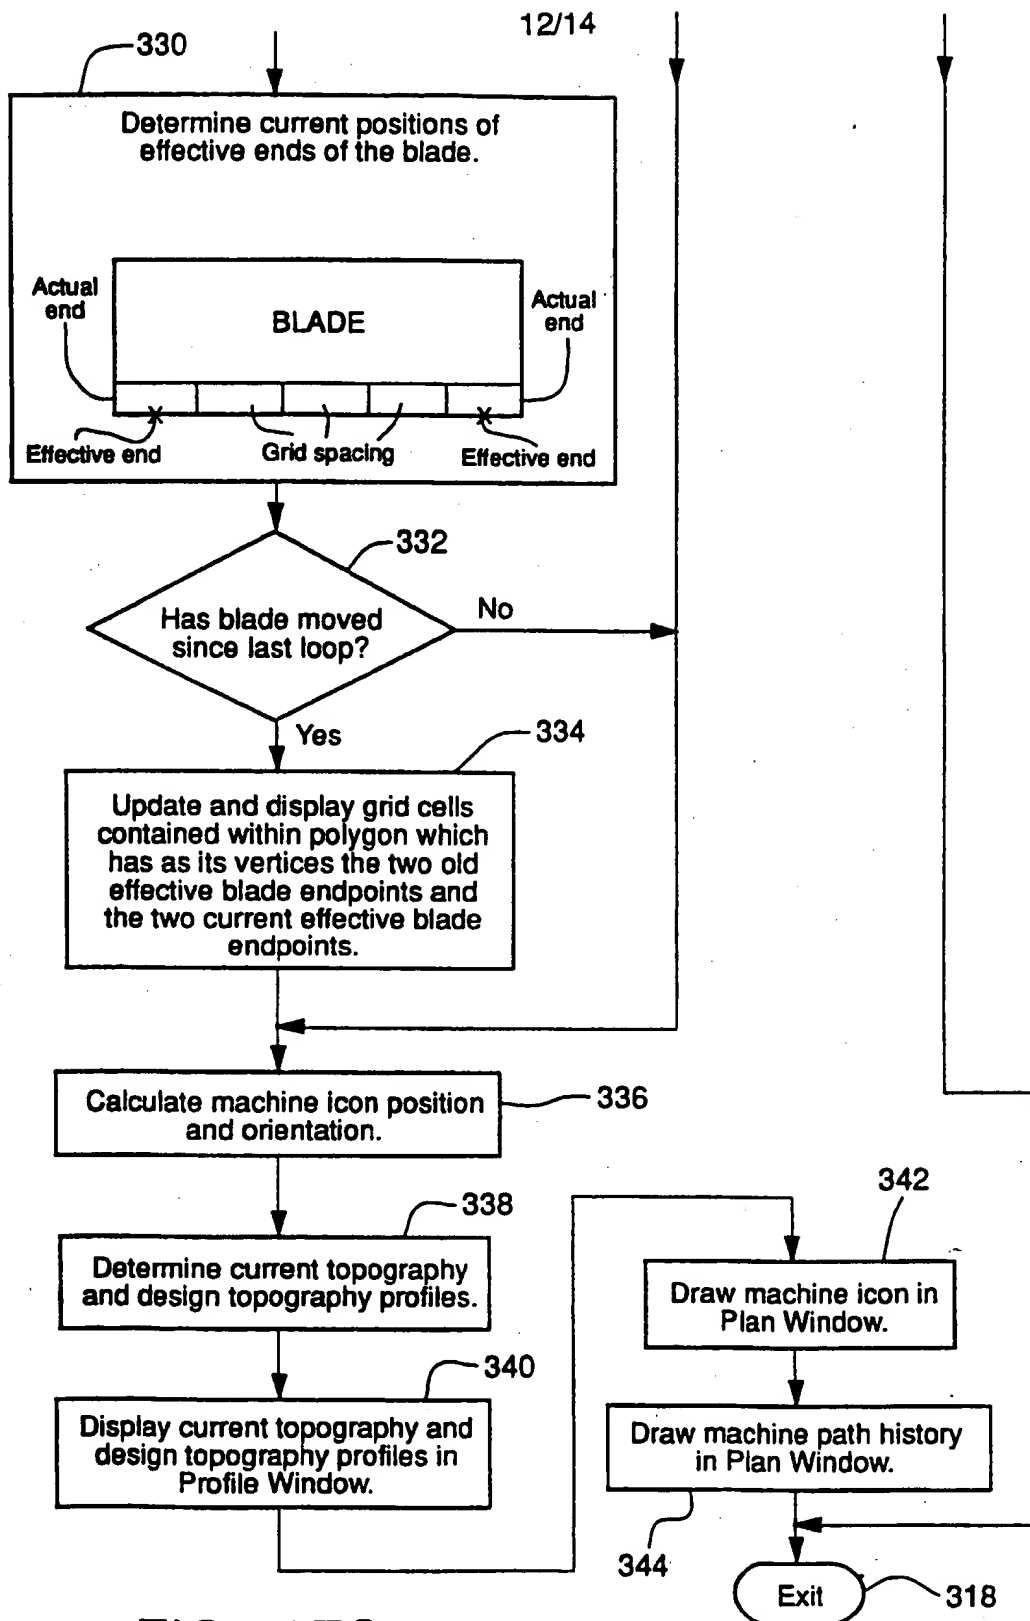 12/14
330
Determine current positions of
effective ends of the blade.
Actual
end
BLADE
Actual
end
Effective end
Grid spacing
Effective end
332
Has blade moved
since last loop?
No
Yes
334
Update and display grid cells
contained within polygon which
has as its vertices the two old
effective blade endpoints and
the two current effective blade
endpoints.
Calculate machine icon position
and orientation.
336
338
Determine current topography
and design topography profiles.
340
Display current topography and
design topography profiles in
Profile Window.
342
Draw machine icon in
Plan Window.
Draw machine path history
in Plan Window.
344
Exit
318